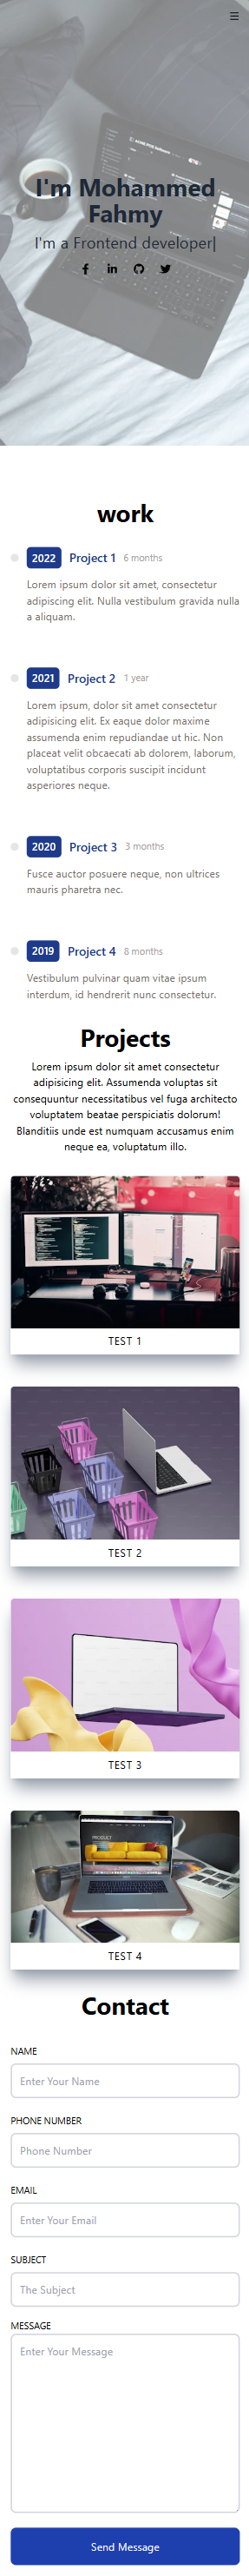 I'm Mohammed
Fahmy
I'm a Frontend developer|
work
2022 Project 1 6 months
Lorem ipsum dolor sit amet, consectetur
adipiscing elit. Nulla vestibulum gravida nulla
a aliquam.
2021 Project 2 1 year
Lorem ipsum, dolor sit amet consectetur
adipisicing elit. Ex eaque dolor maxime
assumenda enim repudiandae ut hic. Non
placeat velit obcaecati ab dolorem, laborum,
voluptatibus corporis suscipit incidunt
asperiores neque.
2020 Project 3 3 months
Fusce auctor posuere neque, non ultrices
mauris pharetra nec.
2019 Project 4 8 months
Vestibulum pulvinar quam vitae ipsum
interdum, id hendrerit nunc consectetur.
Projects
Lorem ipsum dolor sit amet consectetur
adipisicing elit. Assumenda voluptas sit
consequuntur necessitatibus vel fuga architecto
voluptatem beatae perspiciatis dolorum!
Blanditiis unde est numquam accusamus enim
neque ea, voluptatum illo.
TEST 1
TEST 2
TEST 3
PRODUCT
TEST 4
Contact
NAME
Enter Your Name
PHONE NUMBER
Phone Number
EMAIL
Enter Your Email
SUBJECT
The Subject
MESSAGE
Enter Your Message
Send Message